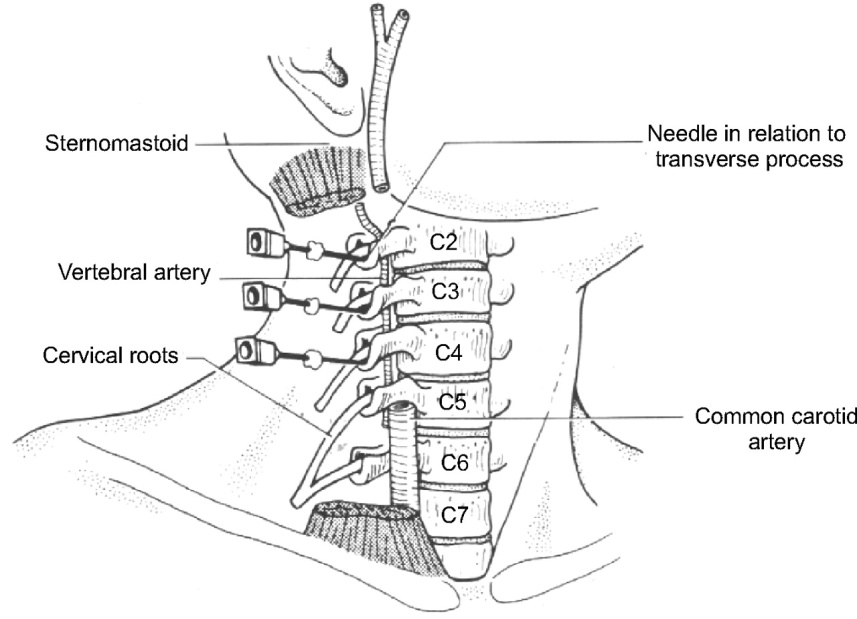 Sternomastoid
Needle in relation to
transverse process
C2
Vertebral artery
C3
Cervical roots
C4
C5
Common carotid
artery
C6
C7